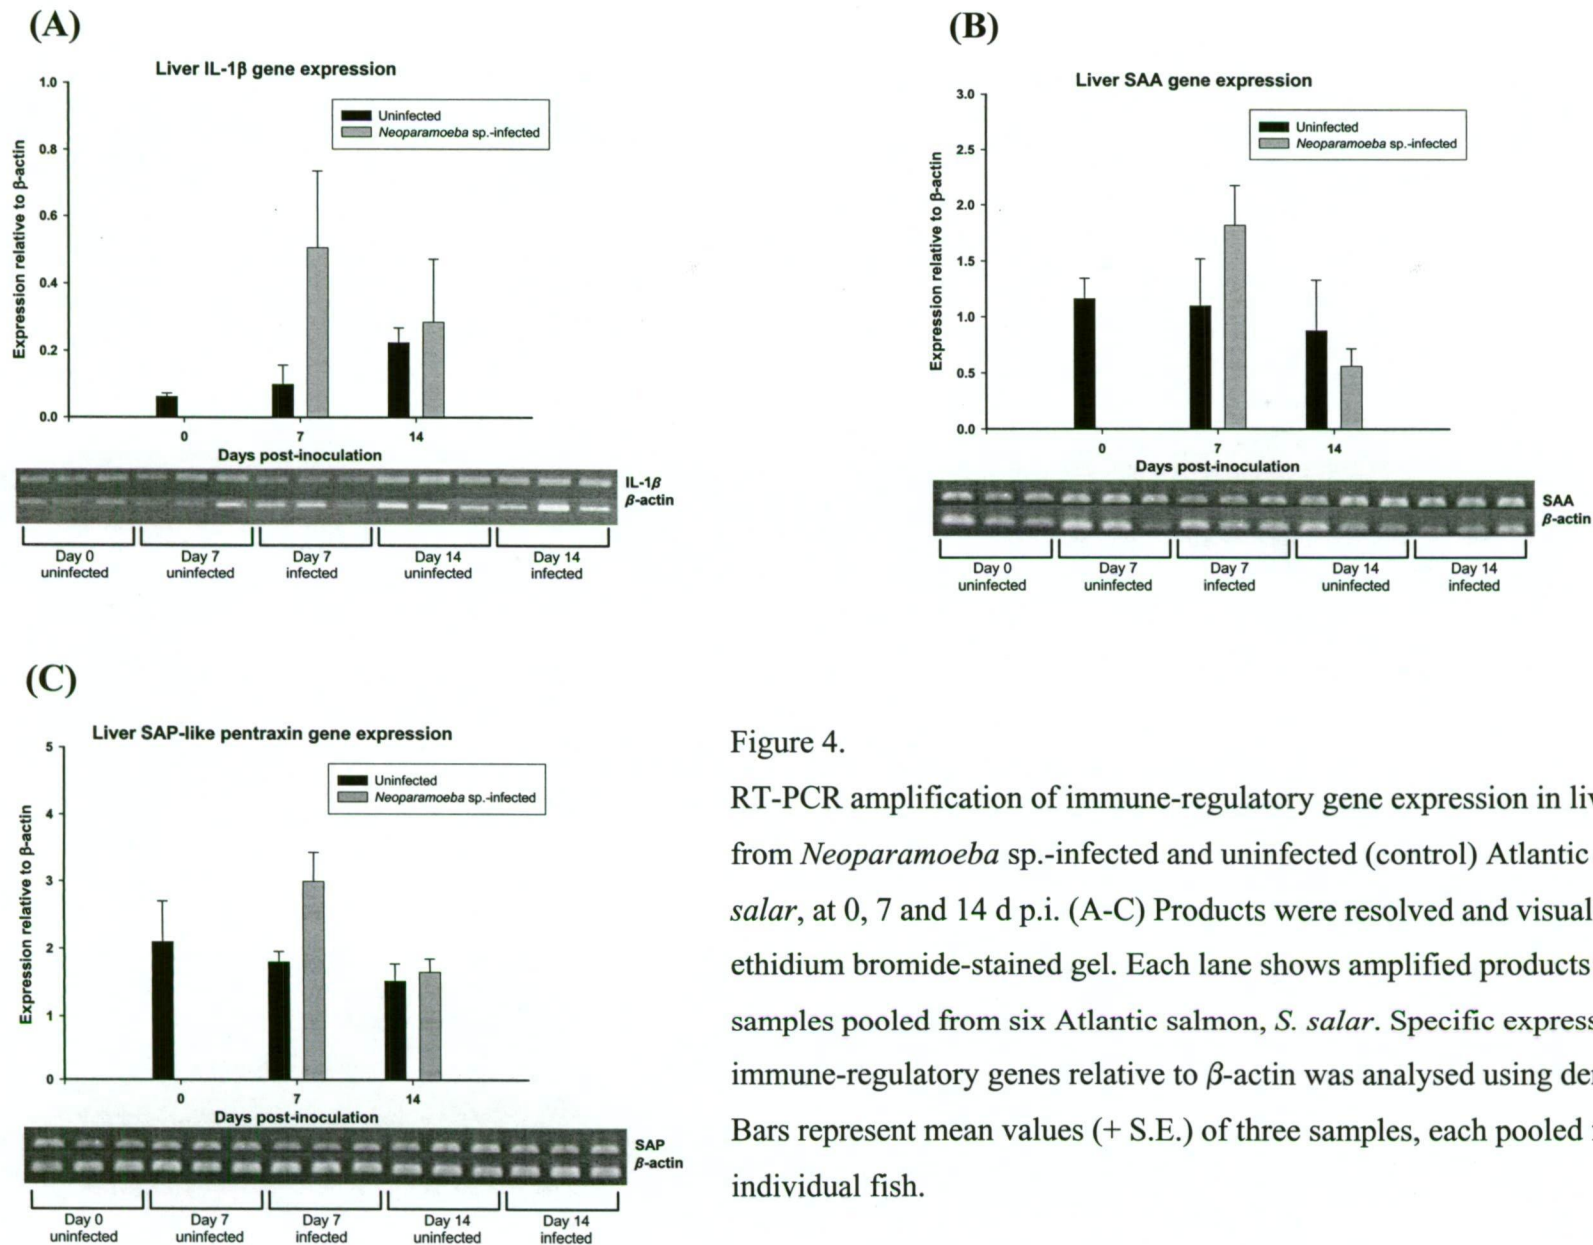 (A)
Liver IL-1β gene expression
1.0
0.8
0.6
0.4
0.2
0.0
Expression relative to β-actin
Uninfected
Neoparamoeba sp.-infected
0 7 14
Days post-inoculation
IL-1β
β-actin
Day 0 Day 7 Day 7 Day 14 Day 14
uninfected uninfected infected uninfected infected
(B)
Liver SAA gene expression
3.0
2.5
2.0
1.5
1.0
0.5
0.0
Expression relative to β-actin
Uninfected
Neoparamoeba sp.-infected
0 7 14
Days post-inoculation
SAA
β-actin
Day 0 Day 7 Day 7 Day 14 Day 14
uninfected uninfected infected uninfected infected
(C)
Liver SAP-like pentraxin gene expression
5
4
3
2
1
0
Expression relative to β-actin
Uninfected
Neoparamoeba sp.-infected
0 7 14
Days post-inoculation
SAP
β-actin
Day 0 Day 7 Day 7 Day 14 Day 14
uninfected uninfected infected uninfected infected
Figure 4.
RT-PCR amplification of immune-regulatory gene expression in
from Neoparamoeba sp.-infected and uninfected (control) Atlantic
salar, at 0, 7 and 14 d p.i. (A-C) Products were resolved and
ethidium bromide-stained gel. Each lane shows amplified products
samples pooled from six Atlantic salmon, S. salar. Specific
immune-regulatory genes relative to β-actin was analysed using
Bars represent mean values (+ S.E.) of three samples, each pooled
individual fish.